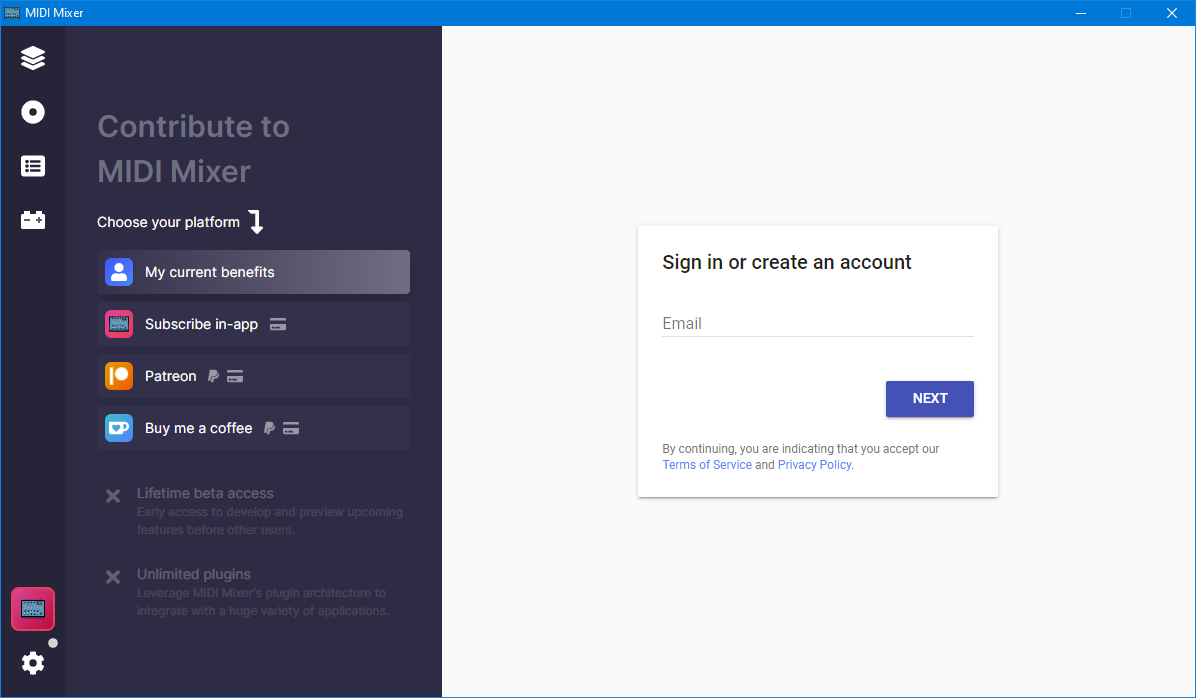 MIDI Mixer
Contribute to
MIDI Mixer
Choose your platform
My current benefits
Subscribe in-app
Patreon
Buy me a coffee
Lifetime beta access
Early access to develop and preview upcoming
features before other users.
Unlimited plugins
Leverage MIDI Mixer's plugin architecture to
integrate with a huge variety of applications.
Sign in or create an account
Email
NEXT
By continuing, you are indicating that you accept our
Terms of Service and Privacy Policy.